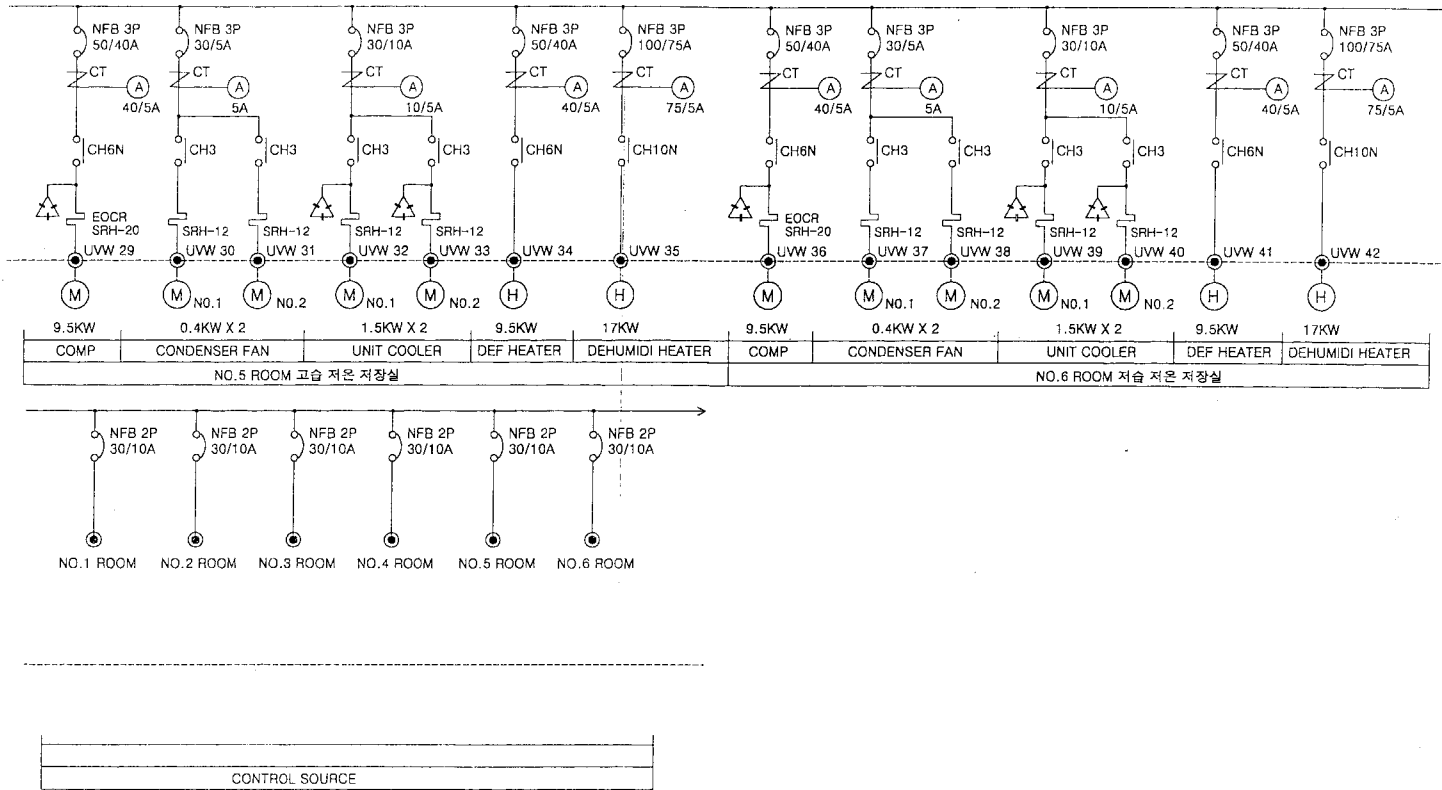 NFB 3P NFB 3P NFB 3P NFB 3P NFB 3P NFB 3P NFB 3P NFB 3P NFB 3P NFB 3P
50/40A 30/5A 30/10A 50/40A 100/75A 50/40A 30/5A 30/10A 50/40A 100/75A
CT CT CT CT CT CT CT CT CT CT
A A A A A A A A A A
40/5A 5A 10/5A 40/5A 75/5A 40/5A 5A 10/5A 40/5A 75/5A
CH6N CH3 CH3 CH3 CH3 CH6N CH10N CH6N CH3 CH3 CH3 CH3 CH6N CH10N
EOCR EOCR
SRH-20 SRH-12 SRH-12 SRH-12 SRH-12 SRH-20 SRH-12 SRH-12 SRH-12 SRH-12
UVW 29 UVW 30 UVW 31 UVW 32 UVW 33 UVW 34 UVW 35 UVW 36 UVW 37 UVW 38 UVW 39 UVW 40 UVW 41 UVW 42
M M NO.1 M NO.2 M NO.1 M NO.2 H H M M NO.1 M NO.2 M NO.1 M NO.2 H H
9.5KW 0.4KW X 2 1.5KW X 2 9.5KW 17KW 9.5KW 0.4KW X 2 1.5KW X 2 9.5KW 17KW
COMP CONDENSER FAN UNIT COOLER DEF HEATER DEHUMIDI HEATER COMP CONDENSER FAN UNIT COOLER DEF HEATER DEHUMIDI HEATER
NO.5 ROOM 고습 저온 저장실 NO.6 ROOM 저습 저온 저장실
NFB 2P NFB 2P NFB 2P NFB 2P NFB 2P NFB 2P
30/10A 30/10A 30/10A 30/10A 30/10A 30/10A
NO.1 ROOM NO.2 ROOM NO.3 ROOM NO.4 ROOM NO.5 ROOM NO.6 ROOM
CONTROL SOURCE